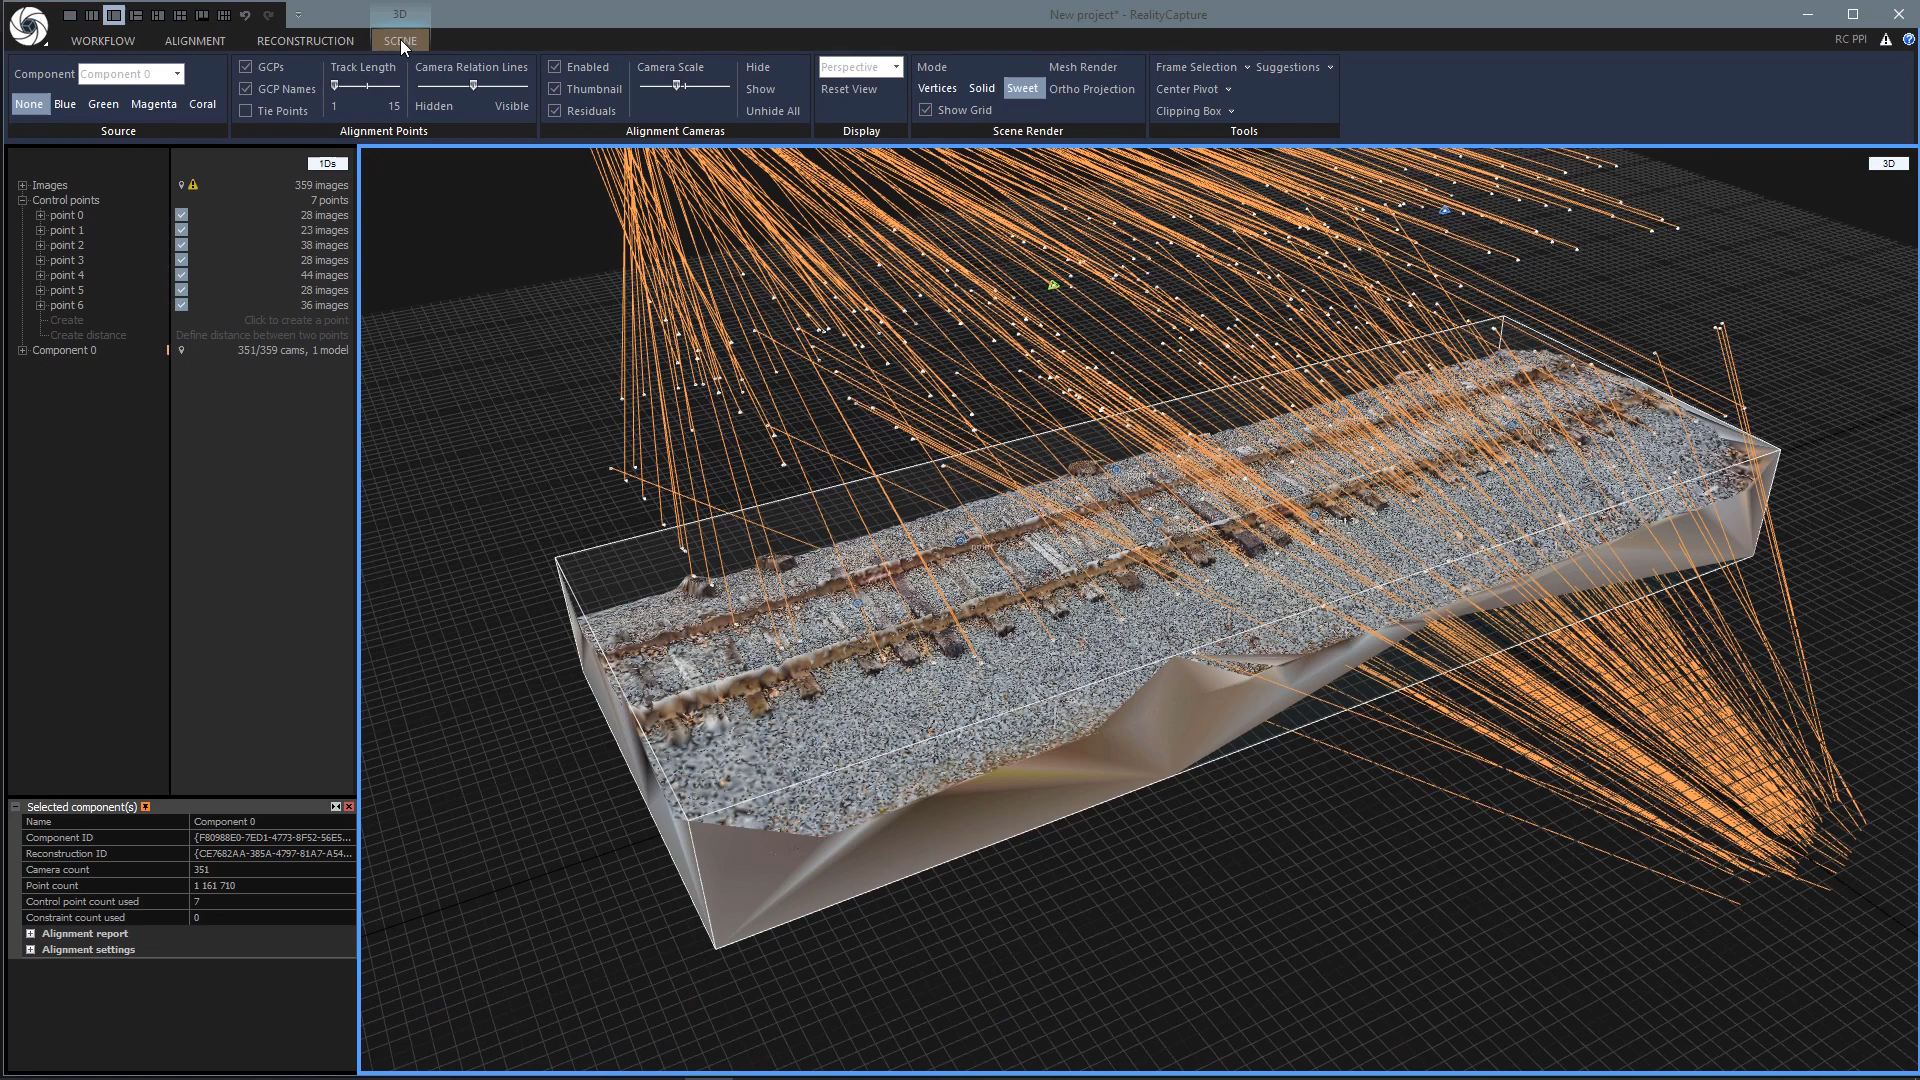 3D
New project* - RealityCapture
WORKFLOW
ALIGNMENT
RECONSTRUCTION
SCENE
RC PPI
Component
Component 0
None
Blue
Green
Magenta
Coral
Source
GCPs
GCP Names
Tie Points
Track Length
1
15
Camera Relation Lines
Hidden
Visible
Alignment Points
Enabled
Thumbnail
Residuals
Camera Scale
Hide
Show
Unhide All
Alignment Cameras
Perspective
Reset View
Display
Mode
Vertices
Solid
Sweet
Show Grid
Mesh Render
Ortho Projection
Scene Render
Frame Selection
Suggestions
Center Pivot
Clipping Box
Tools
1Ds
Images
359 images
Control points
7 points
point 0
28 images
point 1
23 images
point 2
38 images
point 3
28 images
point 4
44 images
point 5
28 images
point 6
36 images
Create
Click to create a point
Create distance
Define distance between two points
Component 0
351/359 cams, 1 model
3D
Selected component(s)
Name
Component 0
Component ID
{F80988E0-7ED1-4773-8F52-56E5...
Reconstruction ID
{CE7682AA-385A-4797-81A7-A54...
Camera count
351
Point count
1 161 710
Control point count used
7
Constraint count used
0
Alignment report
Alignment settings